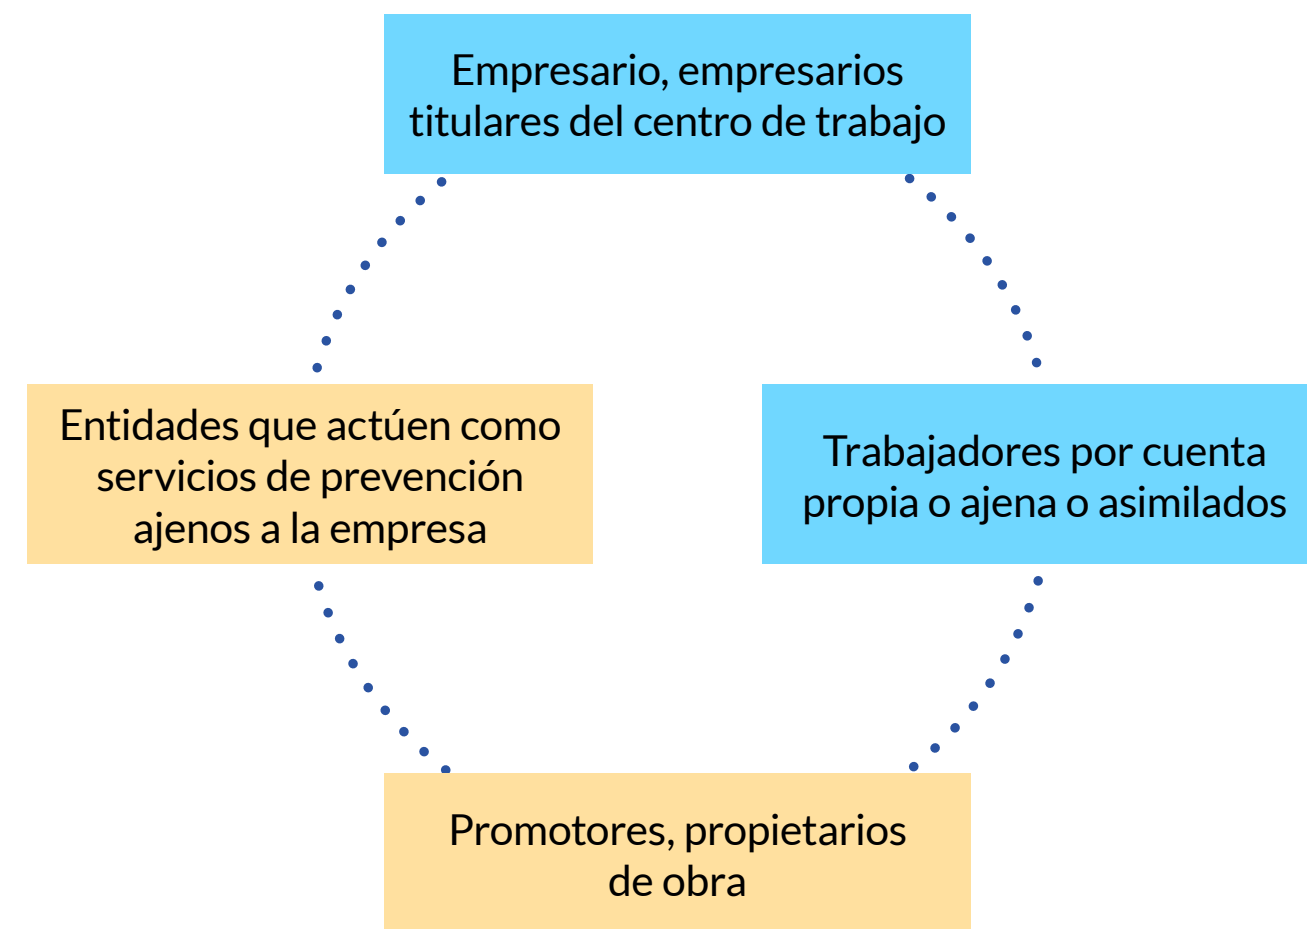 Empresario, empresarios
titulares del centro de trabajo
Entidades que actúen como
servicios de prevención
ajenos a la empresa
Trabajadores por cuenta
propia o ajena o asimilados
Promotores, propietarios
de obra